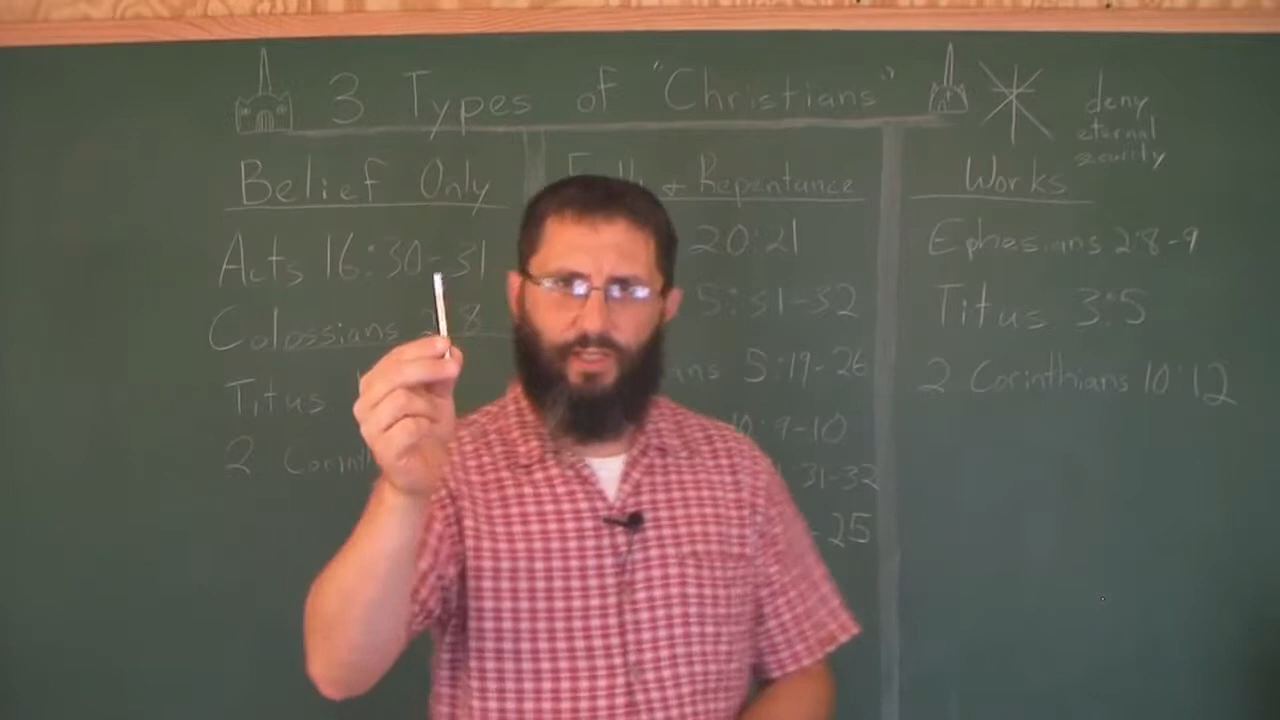 3 Types of "Christians"
deny
eternal
security
Belief Only
Acts 16:30-31
Colossians 8
Titus
2
& Repentance
20:21
5:31-32
5:19-26
10:9-10
31-32
25
Works
Ephesians 2:8-9
Titus 3:5
2 Corinthians 10:12